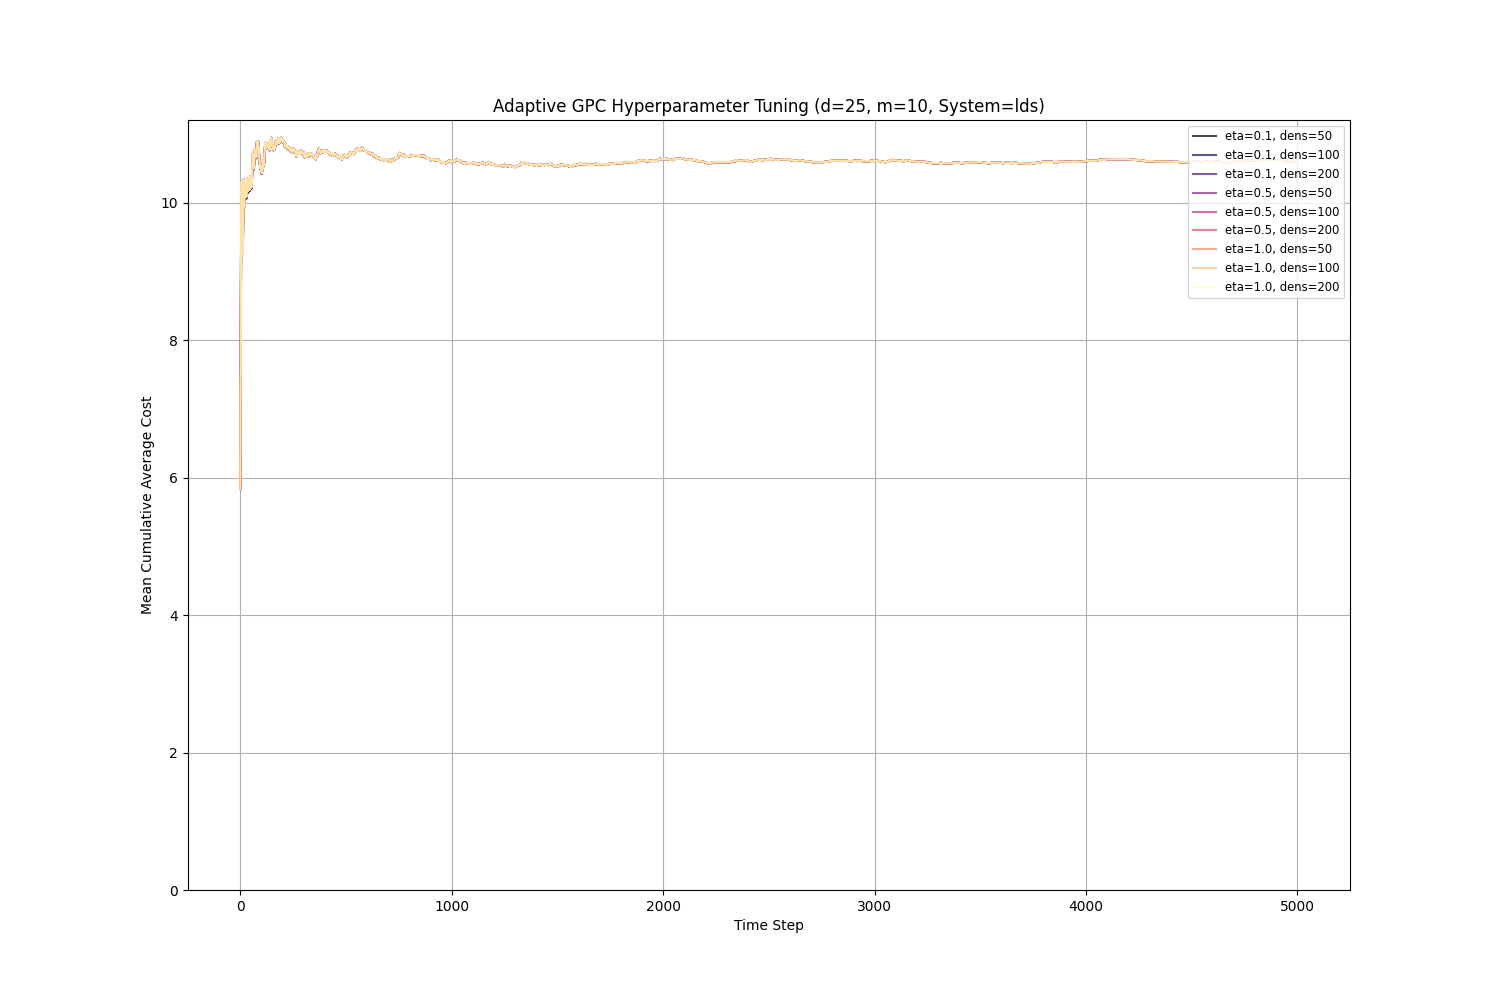 Adaptive GPC Hyperparameter Tuning (d=25, m=10, System=lds)
eta=0.1, dens=50
eta=0.1, dens=100
eta=0.1, dens=200
eta=0.5, dens=50
eta=0.5, dens=100
eta=0.5, dens=200
eta=1.0, dens=50
eta=1.0, dens=100
eta=1.0, dens=200
Mean Cumulative Average Cost
10
8
6
4
2
0
0 1000 2000 3000 4000 5000
Time Step